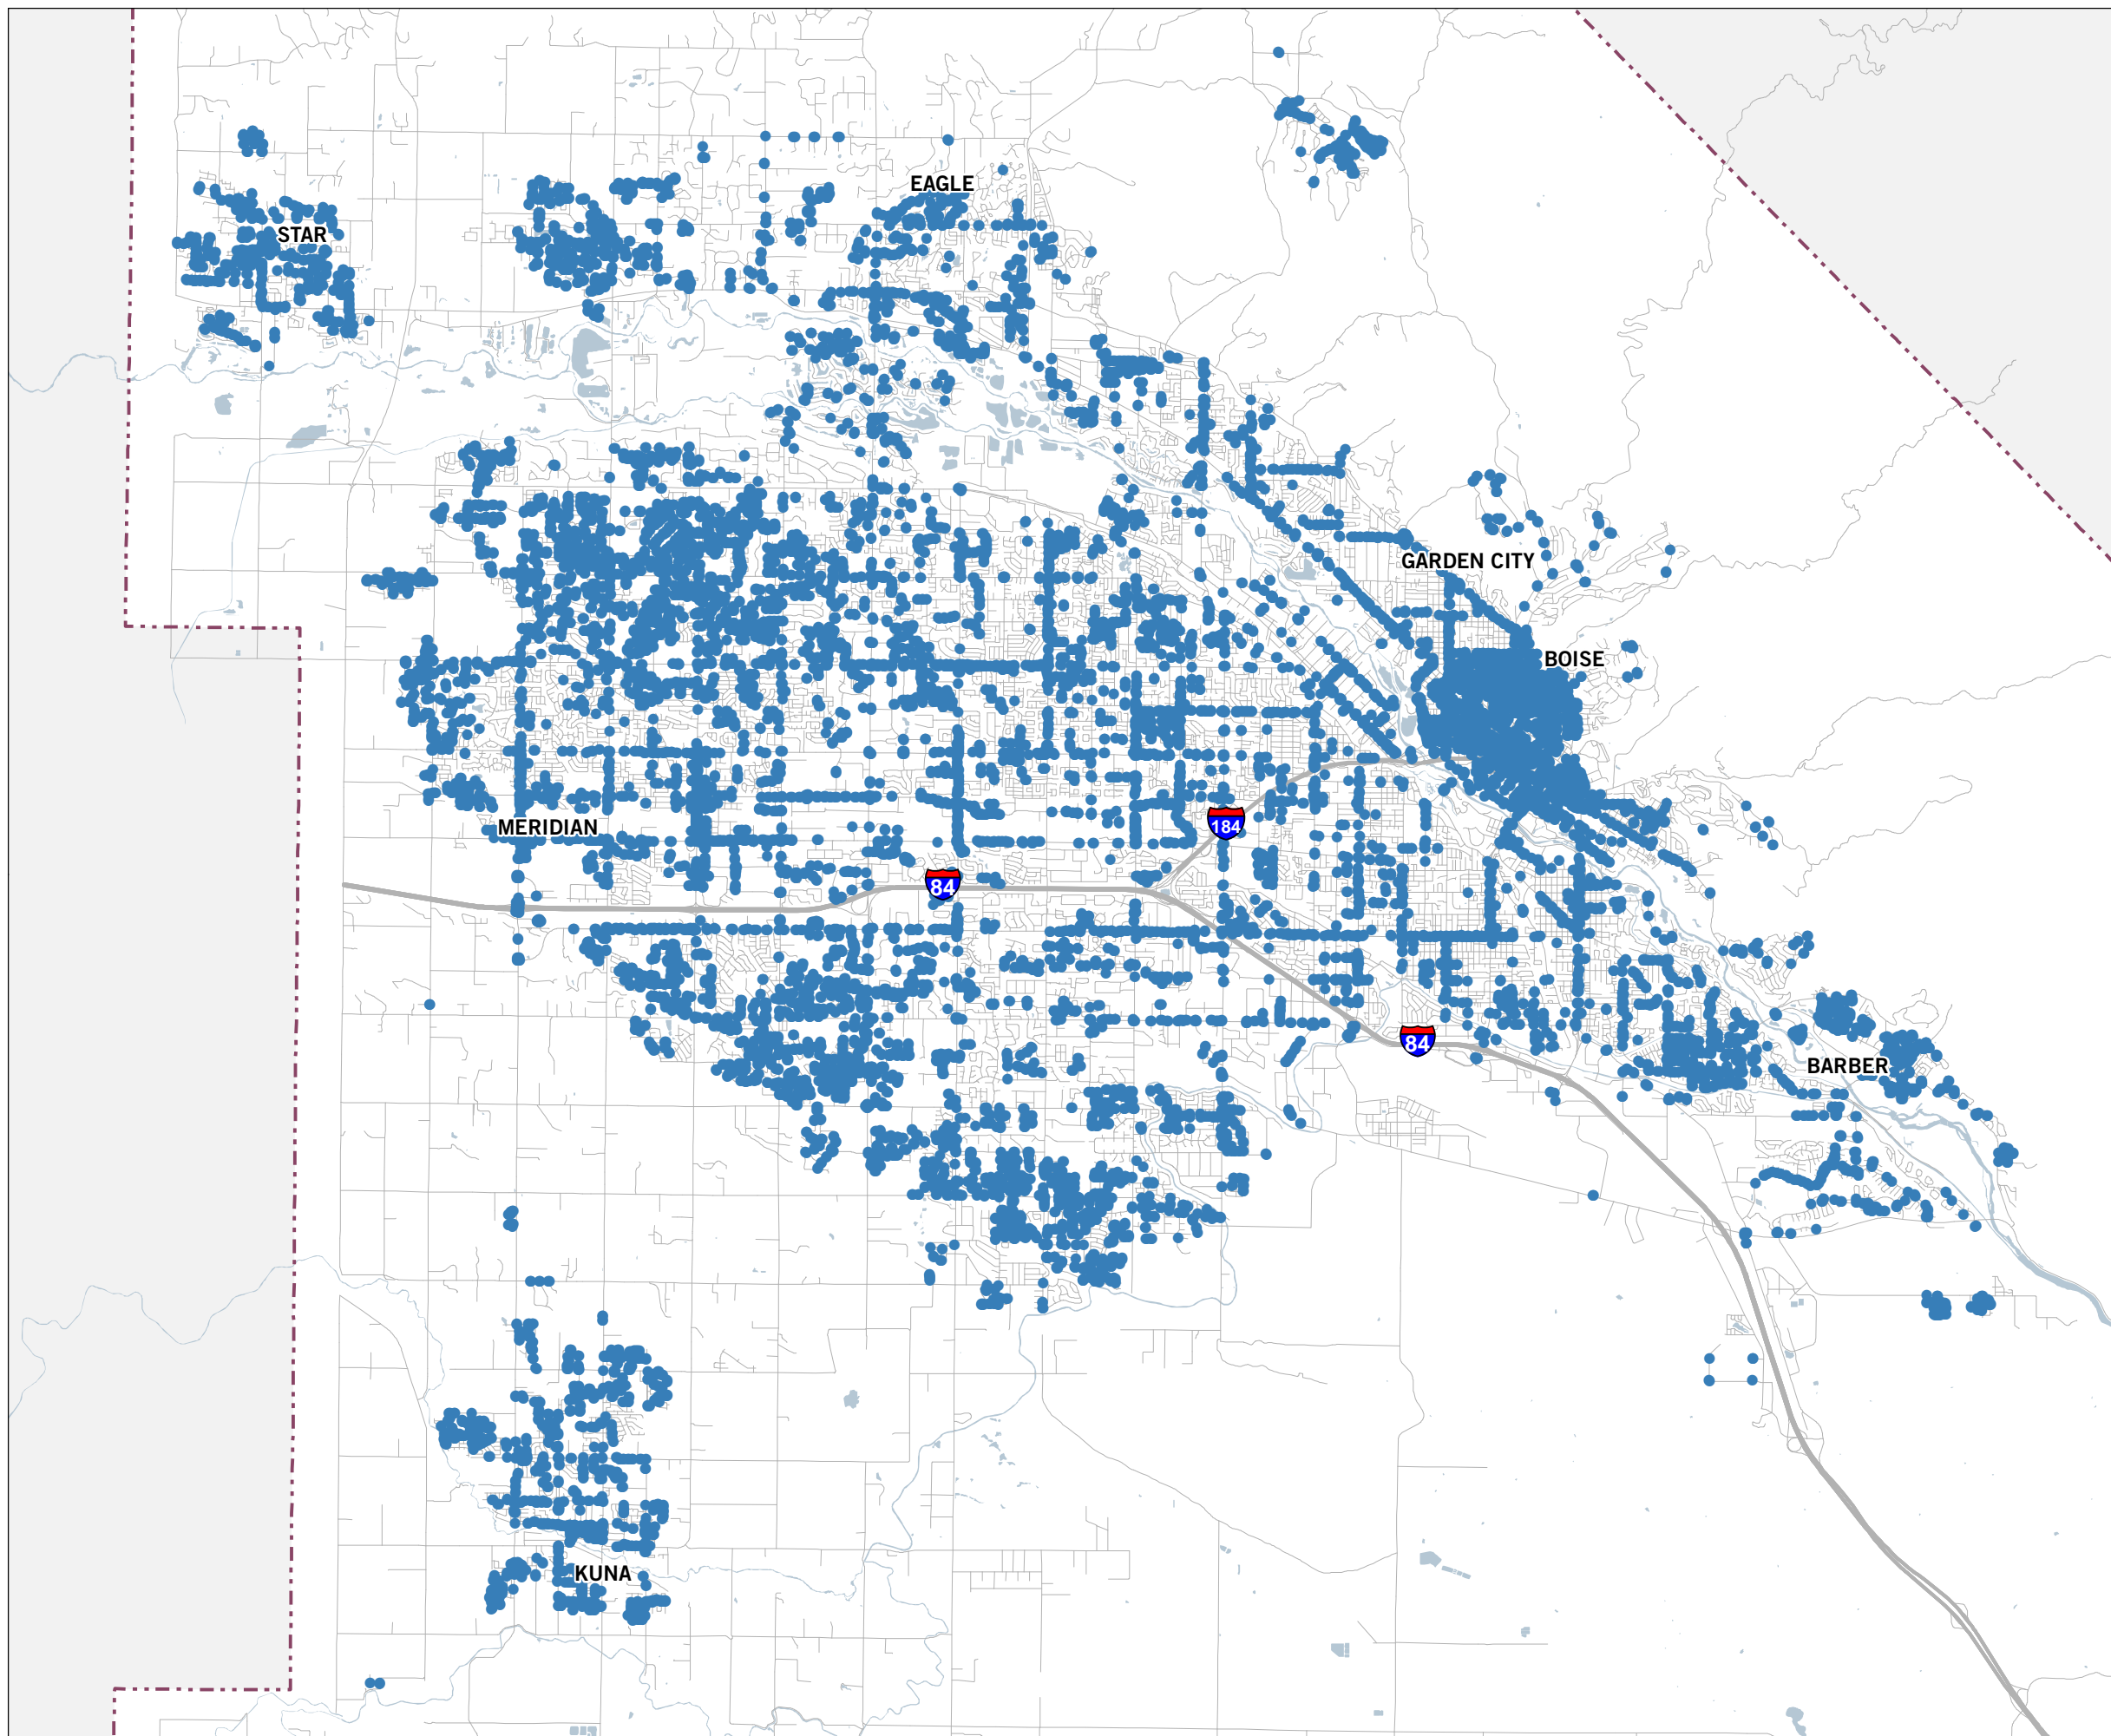 EAGLE
STAR
GARDEN CITY
BOISE
MERIDIAN
184
84
84
BARBER
KUNA